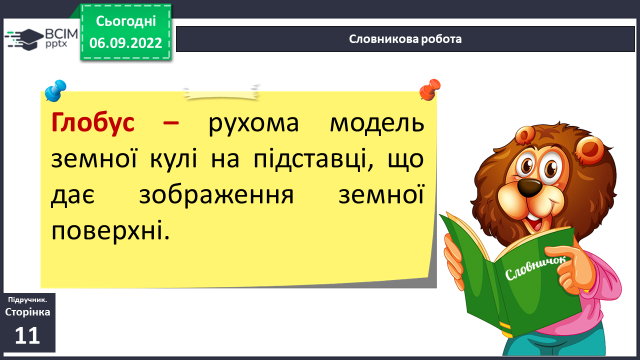 Сьогодні
06.09.2022
BCIM
pptx
Словникова робота
Глобус – рухома модель
земної кулі на підставці, що
дає зображення земної
поверхні.
Словничок
Підручник.
Сторінка
11